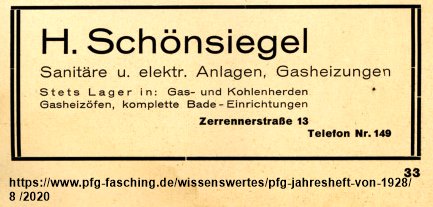 H. Schönsiegel
Sanitäre u. elektr. Anlagen, Gasheizungen
Stets Lager in: Gas- und Kohlenherden
Gasheizöfen, komplette Bade-Einrichtungen
Zerrennerstraße 13
Telefon Nr. 149
33
https://www.pfg-fasching.de/wissenswertes/pfg-jahresheft-von-1928/
8 /2020